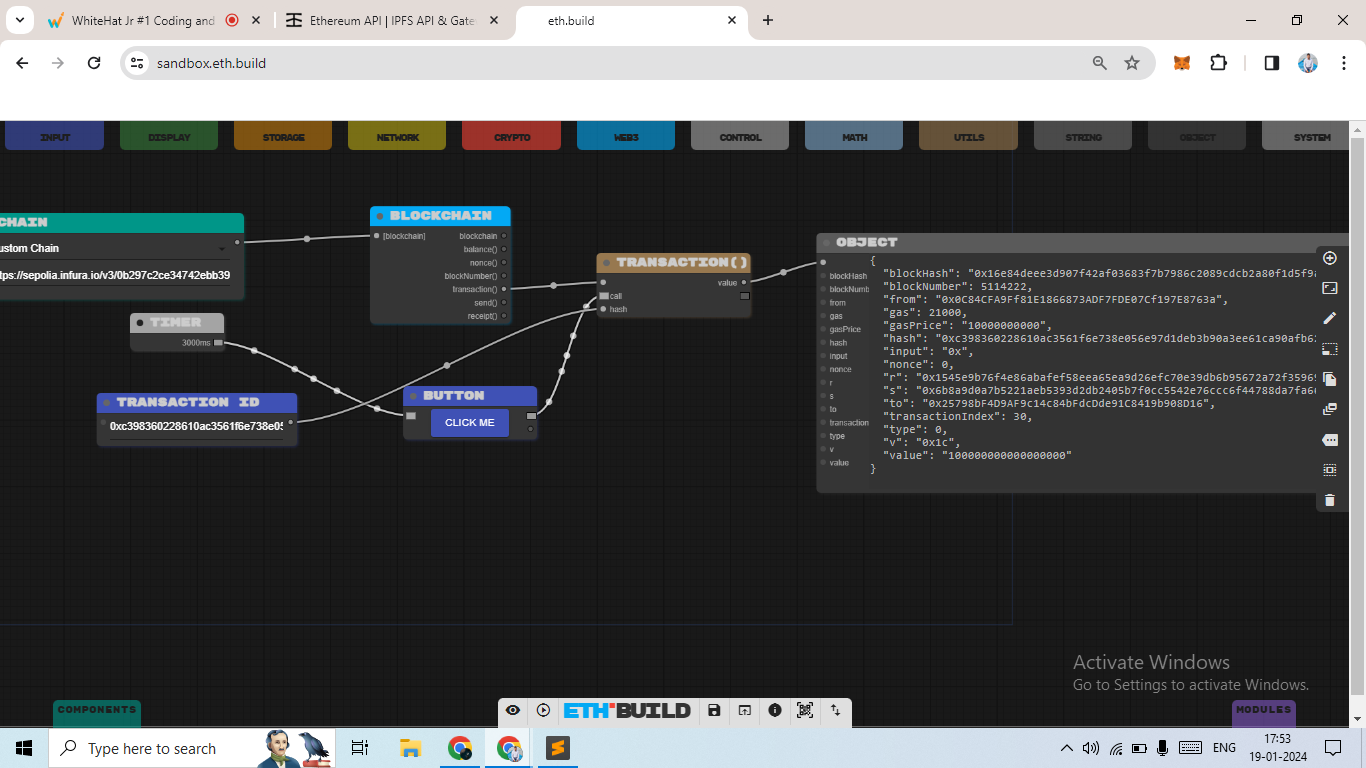 WhiteHat Jr #1 Coding and
Ethereum API | IPFS API & Gate
eth.build
sandbox.eth.build
INPUT DISPLAY STORAGE NETWORK CRYPTO WEB3 CONTROL MATH UTILS STRING OBJECT SYSTEM
CHAIN
ustom Chain
tps://sepolia.infura.io/v3/0b297c2ce34742ebb39
BLOCKCHAIN
[blockchain] blockchain
balance()
nonce()
blockNumber()
transaction()
send()
receipt()
TIMER
3000ms
TRANSACTION ID
0xc398360228610ac3561f6e738e05
BUTTON
CLICK ME
TRANSACTION()
value
call
hash
OBJECT
blockHash
blockNumb
from
gas
gasPrice
hash
input
nonce
r
s
to
transaction
type
v
value
{
"blockHash": "0x16e84deee3d907f42af03683f7b7986c2089cdcb2a80f1d5f9a
"blockNumber": 5114222,
"from": "0x0C84CFA9Ff81E1866873ADF7FDE07Cf197E8763a",
"gas": 21000,
"gasPrice": "10000000000",
"hash": "0xc398360228610ac3561f6e738e056e97d1deb3b90a3ee61ca90afb6
"input": "0x",
"nonce": 0,
"r": "0x1545e9b76f4e86abafef58eea65ea9d26efc70e39db6b95672a72f3596
"s": "0x6b8a9d0a7b5221aeb5393d2db2405b7f0cc5542e76ccc6f44788da7fa6
"to": "0x25798bF4D9AF9c14c84bFdcDde91C8419b908D16",
"transactionIndex": 30,
"type": 0,
"v": "0x1c",
"value": "100000000000000000"
}
Activate Windows
Go to Settings to activate Windows.
COMPONENTS
ETH BUILD
MODULES
Type here to search
ENG
17:53
19-01-2024